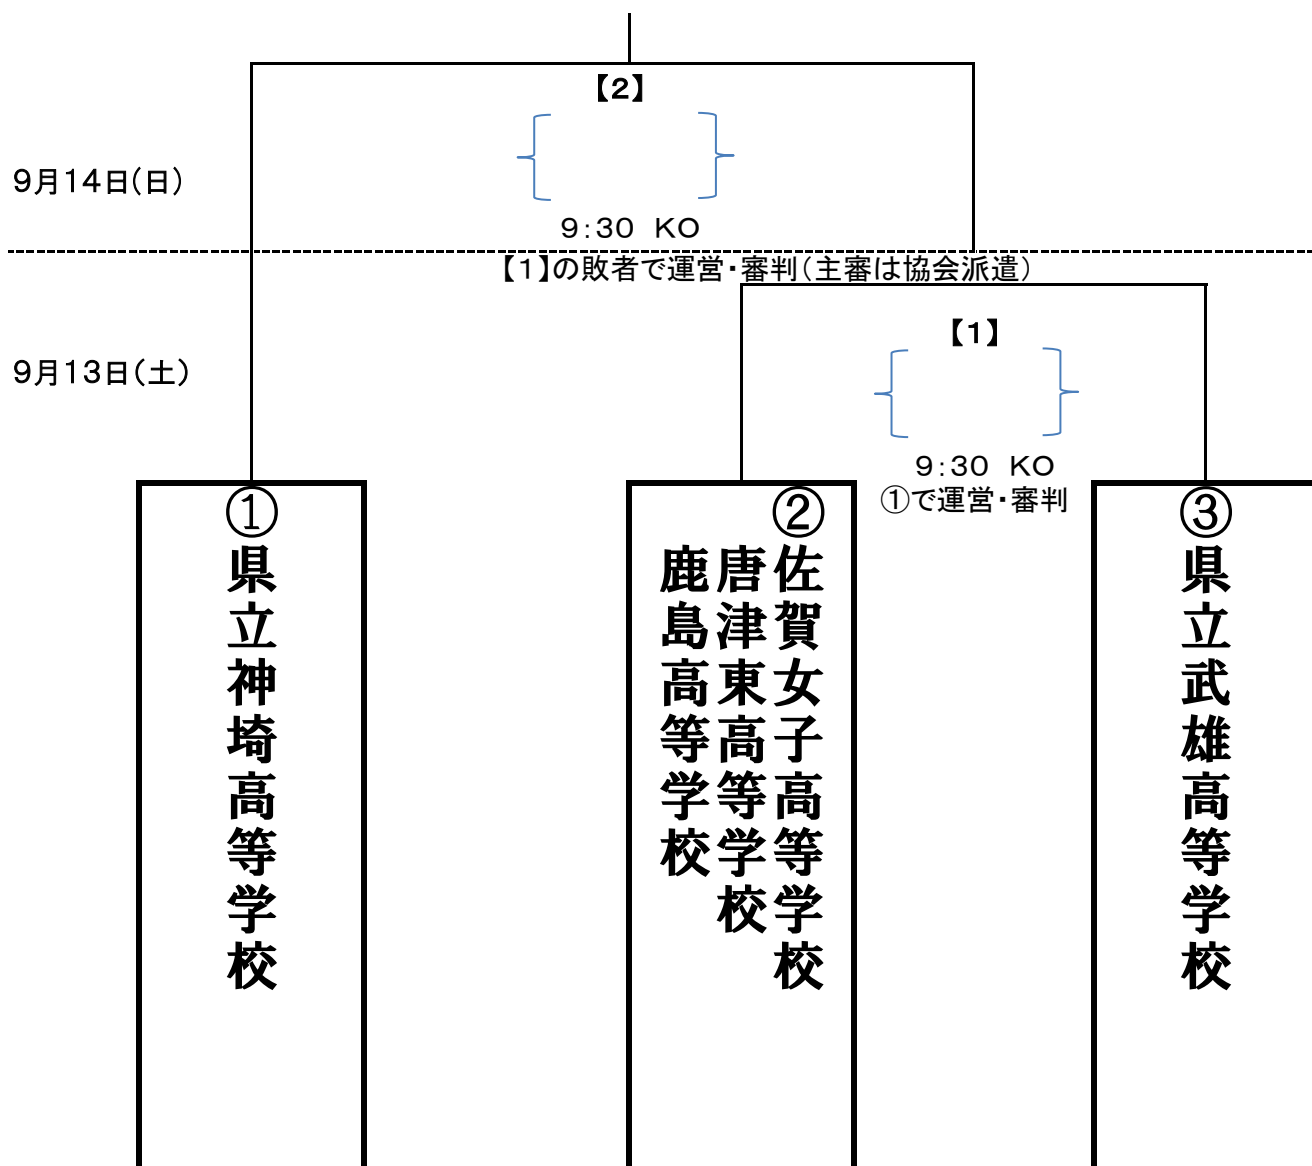 【2】
9月14日(日)
9:30 KO
【1】の敗者で運営・審判(主審は協会派遣)
【1】
9月13日(土)
9:30 KO
①で運営・審判
①県立神埼高等学校
②佐賀女子高等学校
唐津東高等学校
鹿島高等学校
③県立武雄高等学校